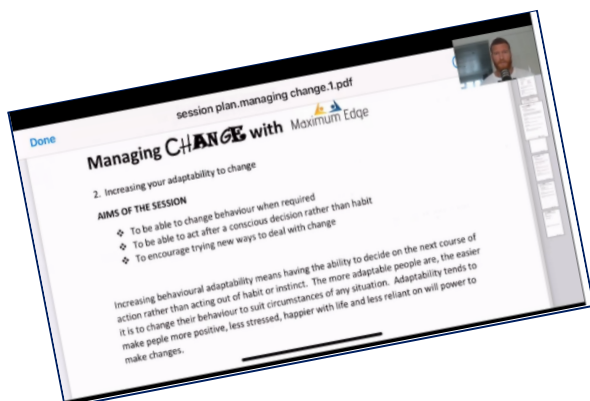 session plan.managing change.1.pdf
Done
Managing CHANGE with Maximum Edge
2. Increasing your adaptability to change
AIMS OF THE SESSION
❖ To be able to change behaviour when required
❖ To be able to act after a conscious decision rather than habit
❖ To encourage trying new ways to deal with change
Increasing behavioural adaptability means having the ability to decide on the next course of
action rather than acting out of habit or instinct. The more adaptable people are, the easier
it is to change their behaviour to suit circumstances of any situation. Adaptability tends to
make peple more positive, less stressed, happier with life and less reliant on will power to
make changes.